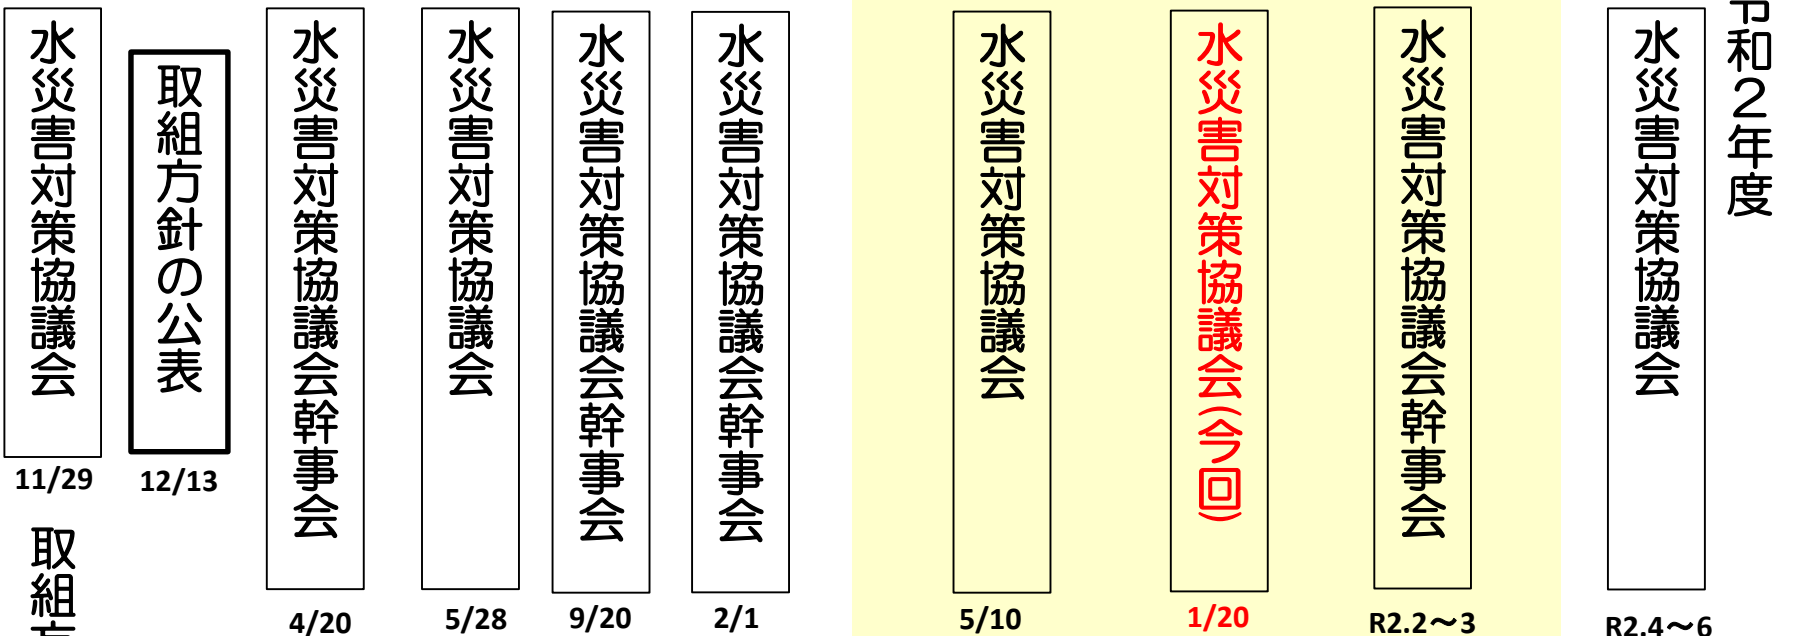 水災害対策協議会
11/29
取組
取組方針の公表
12/13
水災害対策協議会幹事会
4/20
水災害対策協議会
5/28
水災害対策協議会幹事会
9/20
水災害対策協議会幹事会
2/1
水災害対策協議会
5/10
水災害対策協議会(今回)
1/20
水災害対策協議会幹事会
R2.2～3
水災害対策協議会
R2.4～6
令和2年度